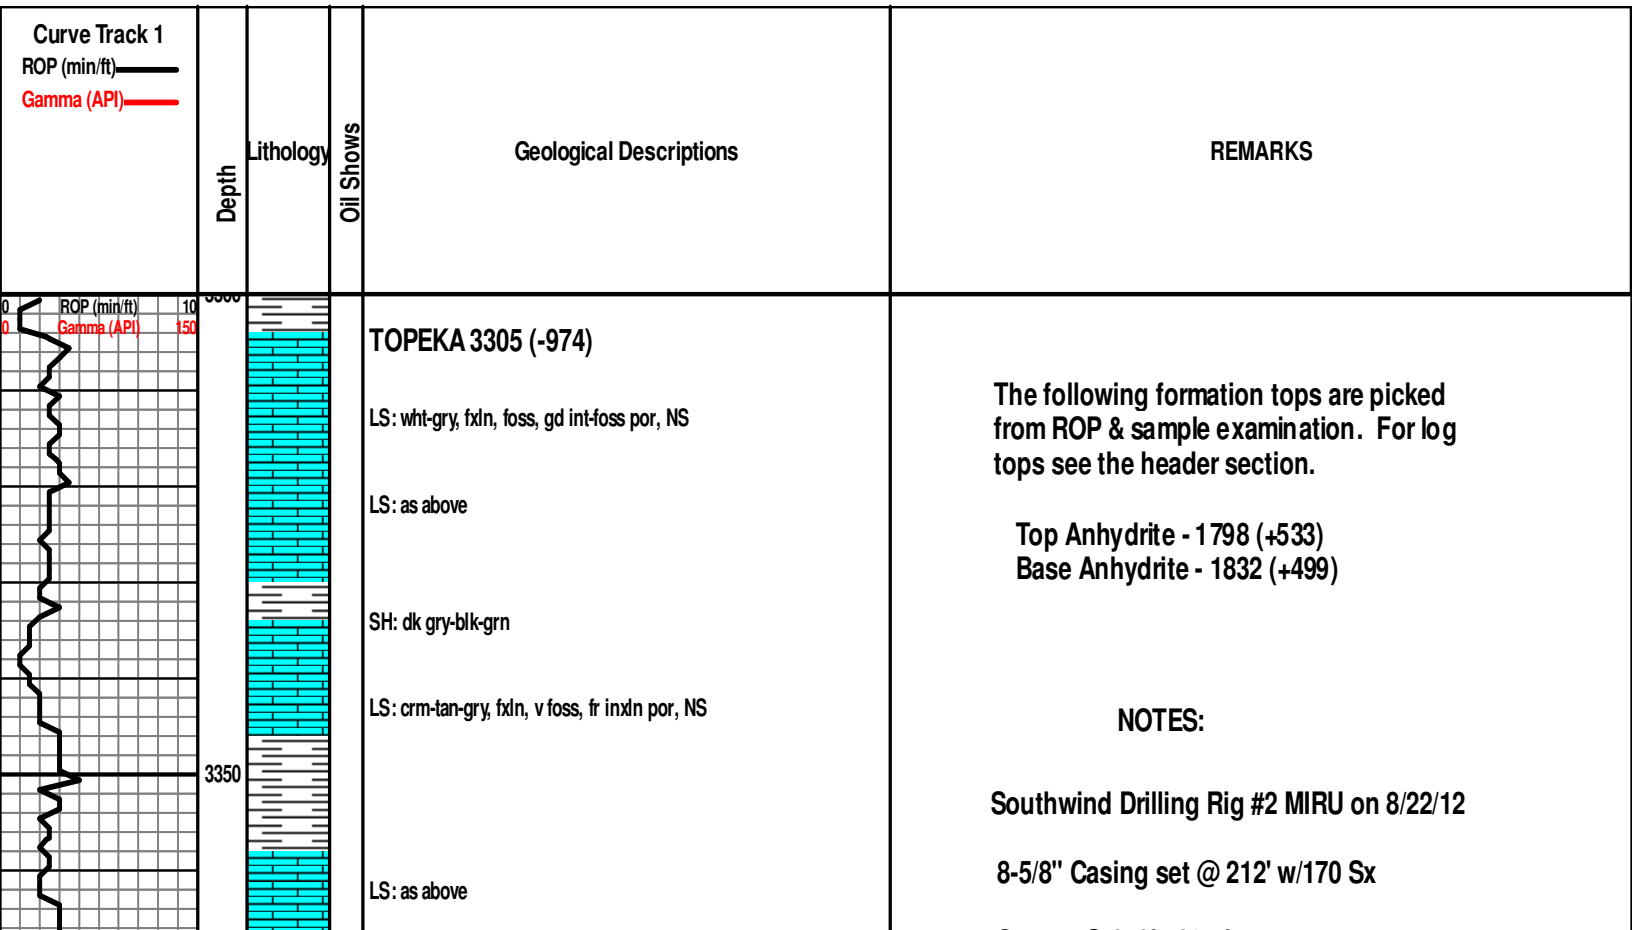 Curve Track 1
ROP (min/ft)
Gamma (API)
Depth
Lithology
Oil Shows
Geological Descriptions
REMARKS
0 ROP (min/ft) 10
0 Gamma (API) 150
3300
TOPEKA 3305 (-974)
LS: wht-gry, fxln, foss, gd int-foss por, NS
LS: as above
SH: dk gry-blk-grn
LS: crm-tan-gry, fxln, v foss, fr inxln por, NS
3350
LS: as above
The following formation tops are picked
from ROP & sample examination. For log
tops see the header section.
Top Anhydrite - 1798 (+533)
Base Anhydrite - 1832 (+499)
NOTES:
Southwind Drilling Rig #2 MIRU on 8/22/12
8-5/8" Casing set @ 212' w/170 Sx